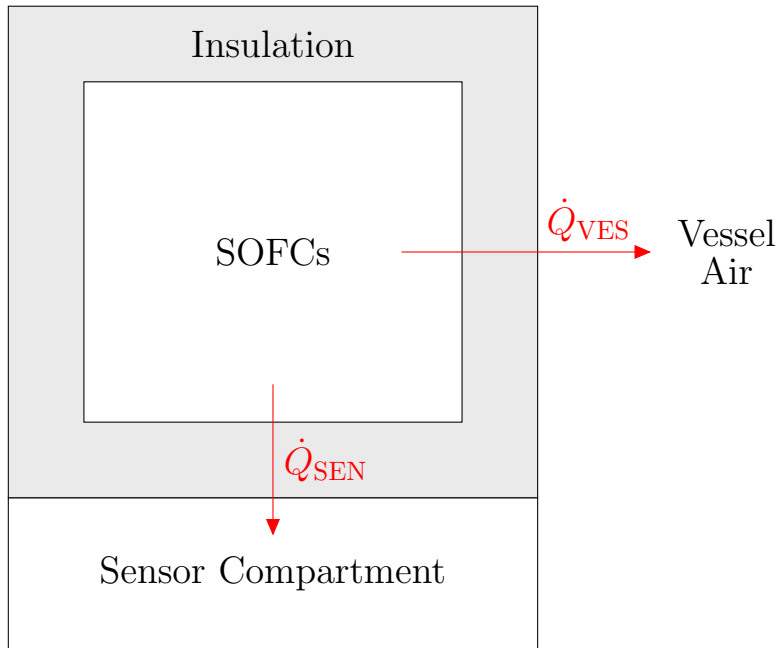 Insulation
SOFCs
Q̇VES
Vessel
Air
Q̇SEN
Sensor Compartment